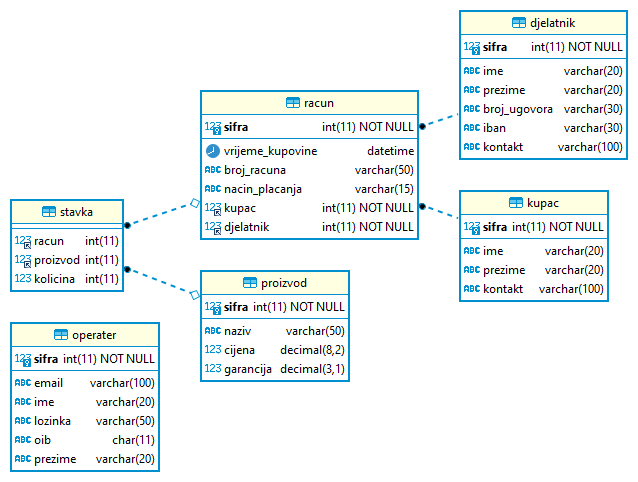 djelatnik
123 sifra int(11) NOT NULL
ABC ime varchar(20)
ABC prezime varchar(20)
ABC broj_ugovora varchar(30)
ABC iban varchar(30)
ABC kontakt varchar(100)
racun
123 sifra int(11) NOT NULL
vrijeme_kupovine datetime
ABC broj_racuna varchar(50)
ABC nacin_placanja varchar(15)
123 kupac int(11) NOT NULL
123 djelatnik int(11) NOT NULL
kupac
123 sifra int(11) NOT NULL
ABC ime varchar(20)
ABC prezime varchar(20)
ABC kontakt varchar(100)
stavka
123 racun int(11)
123 proizvod int(11)
123 kolicina int(11)
proizvod
123 sifra int(11) NOT NULL
ABC naziv varchar(50)
123 cijena decimal(8,2)
123 garancija decimal(3,1)
operater
123 sifra int(11) NOT NULL
ABC email varchar(100)
ABC ime varchar(20)
ABC lozinka varchar(50)
ABC oib char(11)
ABC prezime varchar(20)